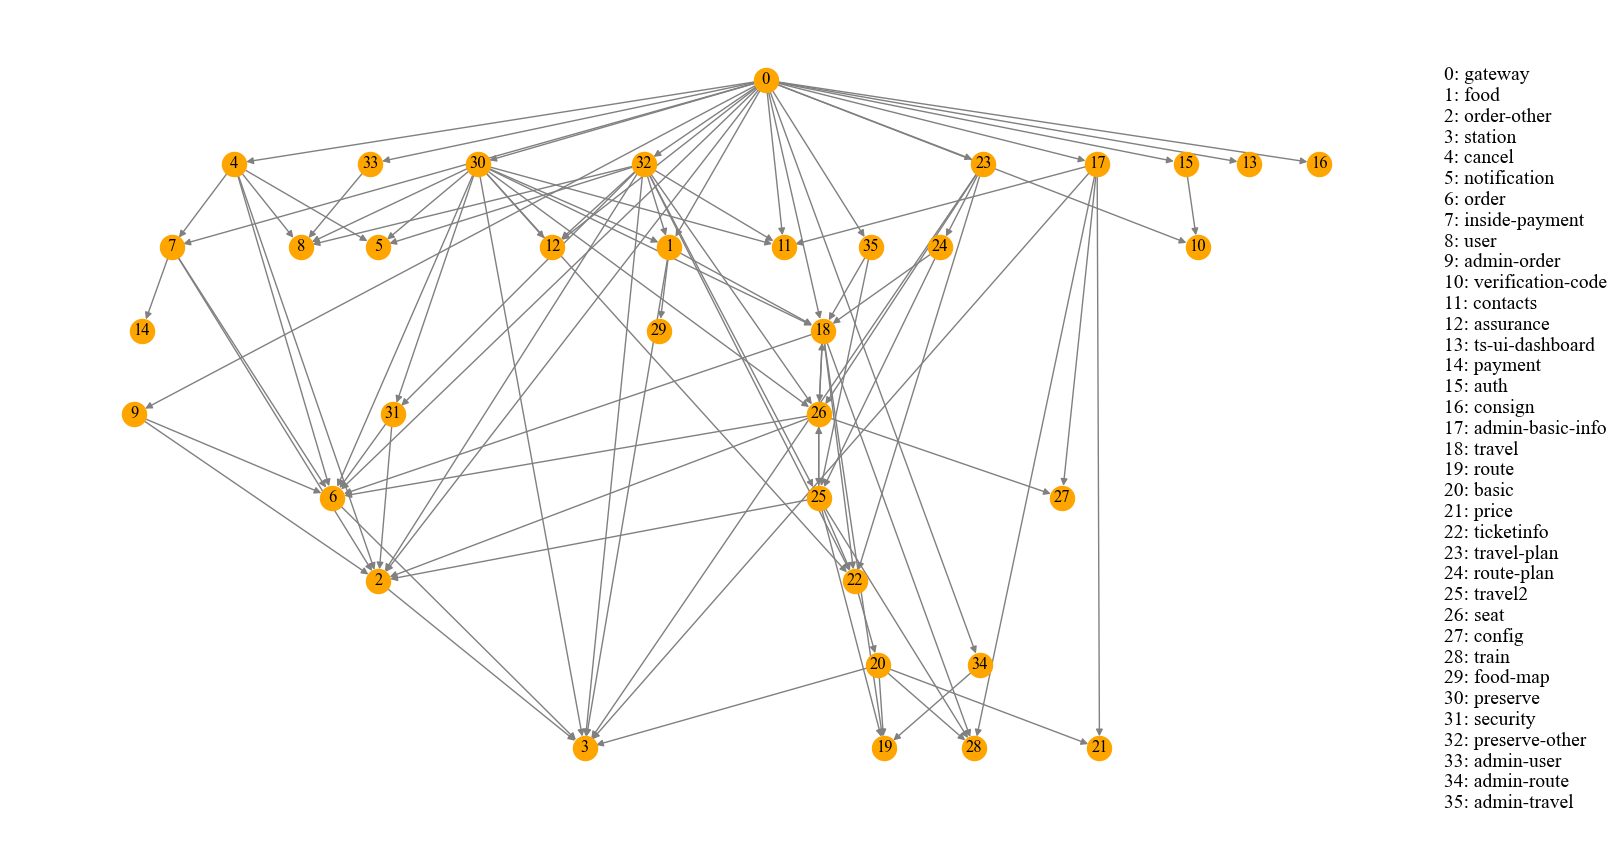 0
4
33
30
32
23
17
15
13
16
7
8
5
12
1
11
35
24
10
14
29
18
9
31
26
6
25
27
2
22
20
34
3
19
28
21
0: gateway
1: food
2: order-other
3: station
4: cancel
5: notification
6: order
7: inside-payment
8: user
9: admin-order
10: verification-code
11: contacts
12: assurance
13: ts-ui-dashboard
14: payment
15: auth
16: consign
17: admin-basic-info
18: travel
19: route
20: basic
21: price
22: ticketinfo
23: travel-plan
24: route-plan
25: travel2
26: seat
27: config
28: train
29: food-map
30: preserve
31: security
32: preserve-other
33: admin-user
34: admin-route
35: admin-travel